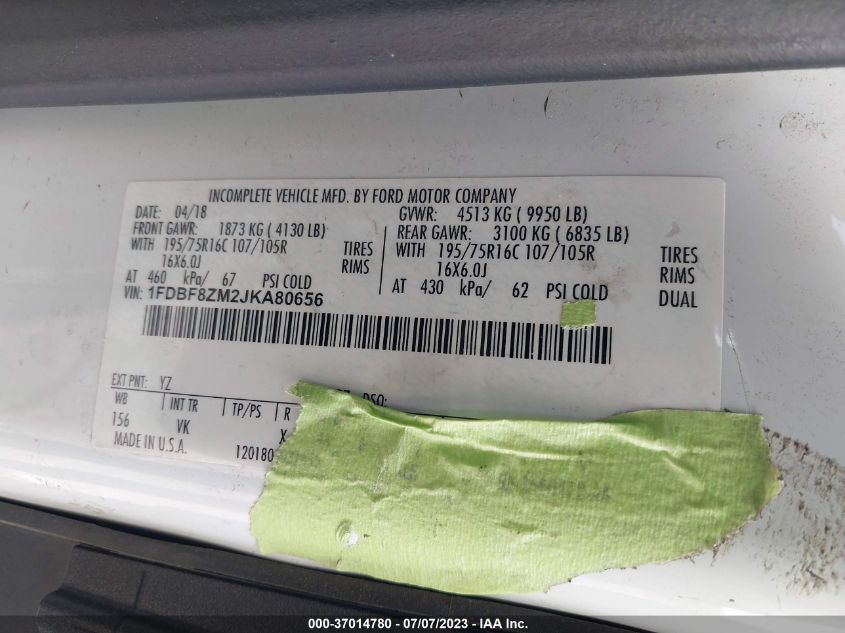 INCOMPLETE VEHICLE MFD. BY FORD MOTOR COMPANY
DATE: 04/18 GVWR: 4513 KG ( 9950 LB)
FRONT GAWR: 1873 KG ( 4130 LB) REAR GAWR: 3100 KG ( 6835 LB)
WITH 195/75R16C 107/105R TIRES WITH 195/75R16C 107/105R TIRES
16X6.0J RIMS 16X6.0J RIMS
AT 460 kPa/ 67 PSI COLD AT 430 kPa/ 62 PSI COLD DUAL
VIN: 1FDBF8ZM2JKA80656
EXT PNT: YZ DSO:
WB INT TR TP/PS R
156 VK X
MADE IN U.S.A. 120180
000-37014780 - 07/07/2023 - IAA Inc.